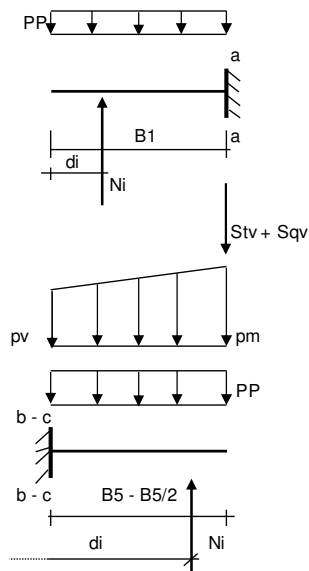 PP
a
B1
a
di
Ni
Stv + Sqv
pv
pm
PP
b - c
b - c
B5 - B5/2
di
Ni